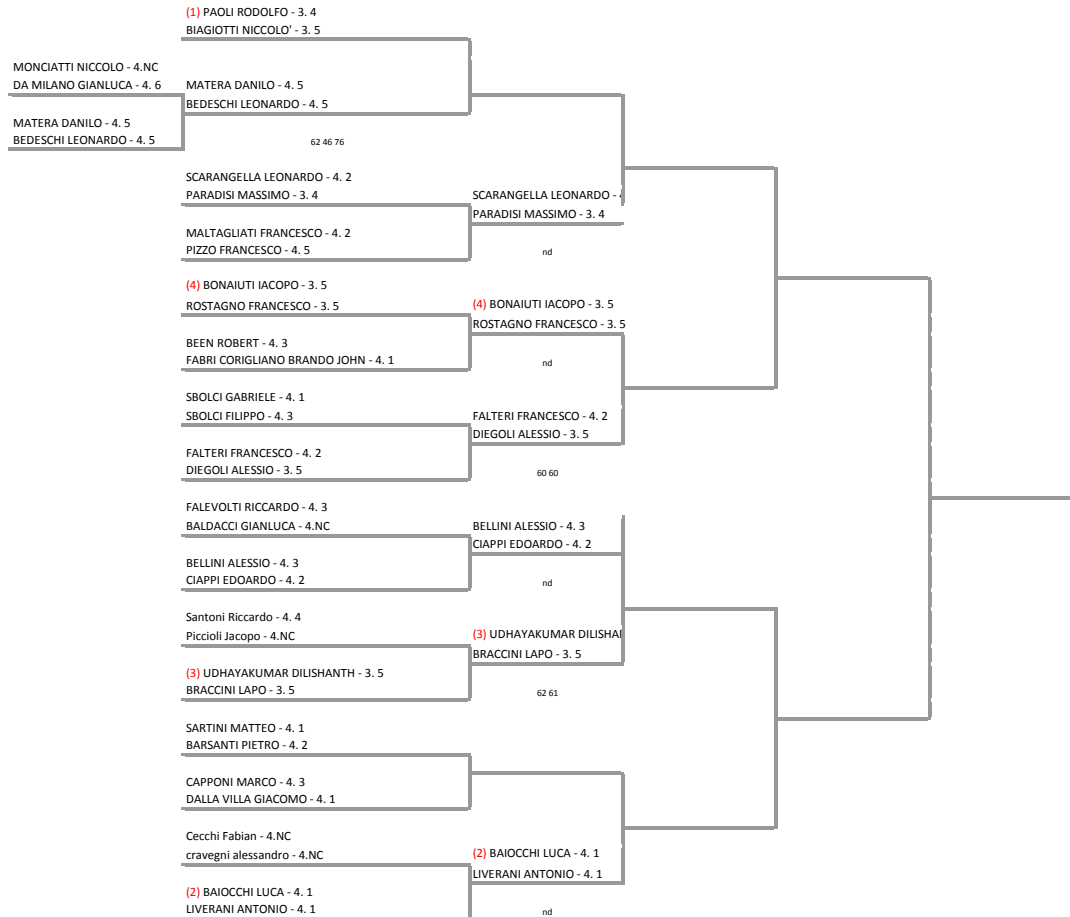 (1) PAOLI RODOLFO - 3. 4
BIAGIOTTI NICCOLO' - 3. 5
MONCIATTI NICCOLO - 4.NC
DA MILANO GIANLUCA - 4. 6
MATERA DANILO - 4. 5
BEDESCHI LEONARDO - 4. 5
MATERA DANILO - 4. 5
BEDESCHI LEONARDO - 4. 5
62 46 76
SCARANGELLA LEONARDO - 4. 2
PARADISI MASSIMO - 3. 4
SCARANGELLA LEONARDO -
PARADISI MASSIMO - 3. 4
MALTAGLIATI FRANCESCO - 4. 2
PIZZO FRANCESCO - 4. 5
nd
(4) BONAIUTI IACOPO - 3. 5
ROSTAGNO FRANCESCO - 3. 5
(4) BONAIUTI IACOPO - 3. 5
ROSTAGNO FRANCESCO - 3. 5
BEEN ROBERT - 4. 3
FABRI CORIGLIANO BRANDO JOHN - 4. 1
nd
SBOLCI GABRIELE - 4. 1
SBOLCI FILIPPO - 4. 3
FALTERI FRANCESCO - 4. 2
DIEGOLI ALESSIO - 3. 5
FALTERI FRANCESCO - 4. 2
DIEGOLI ALESSIO - 3. 5
60 60
FALEVOLTI RICCARDO - 4. 3
BALDACCI GIANLUCA - 4.NC
BELLINI ALESSIO - 4. 3
CIAPPI EDOARDO - 4. 2
BELLINI ALESSIO - 4. 3
CIAPPI EDOARDO - 4. 2
nd
Santoni Riccardo - 4. 4
Piccioli Jacopo - 4.NC
(3) UDHAYAKUMAR DILISHAN
BRACCINI LAPO - 3. 5
(3) UDHAYAKUMAR DILISHANTH - 3. 5
BRACCINI LAPO - 3. 5
62 61
SARTINI MATTEO - 4. 1
BARSANTI PIETRO - 4. 2
CAPPONI MARCO - 4. 3
DALLA VILLA GIACOMO - 4. 1
Cecchi Fabian - 4.NC
cravegni alessandro - 4.NC
(2) BAIOCCHI LUCA - 4. 1
LIVERANI ANTONIO - 4. 1
(2) BAIOCCHI LUCA - 4. 1
LIVERANI ANTONIO - 4. 1
nd